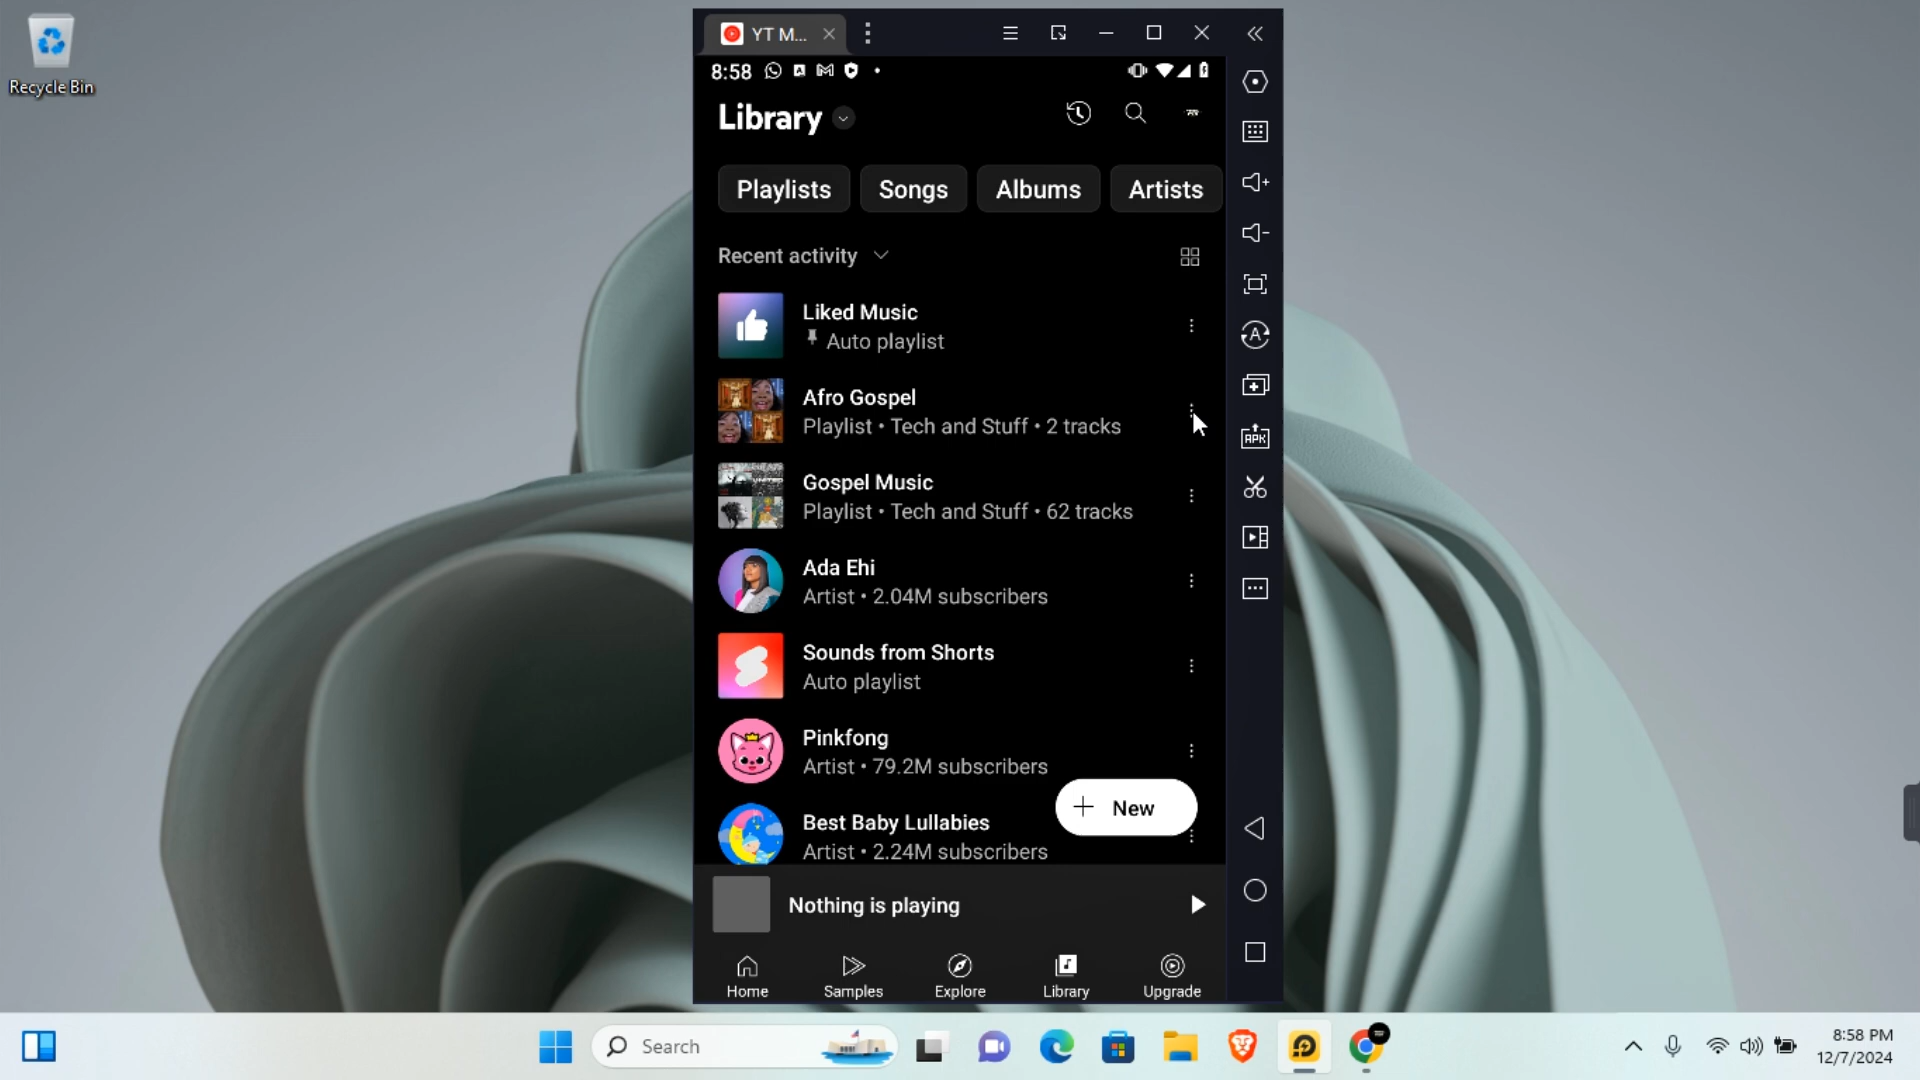 Recycle Bin
YT M...
8:58
Library
Playlists
Songs
Albums
Artists
Recent activity
Liked Music
Auto playlist
Afro Gospel
Playlist • Tech and Stuff • 2 tracks
Gospel Music
Playlist • Tech and Stuff • 62 tracks
Ada Ehi
Artist • 2.04M subscribers
Sounds from Shorts
Auto playlist
Pinkfong
Artist • 79.2M subscribers
Best Baby Lullabies
Artist • 2.24M subscribers
+ New
Nothing is playing
Home
Samples
Explore
Library
Upgrade
A
APK
Search
8:58 PM
12/7/2024